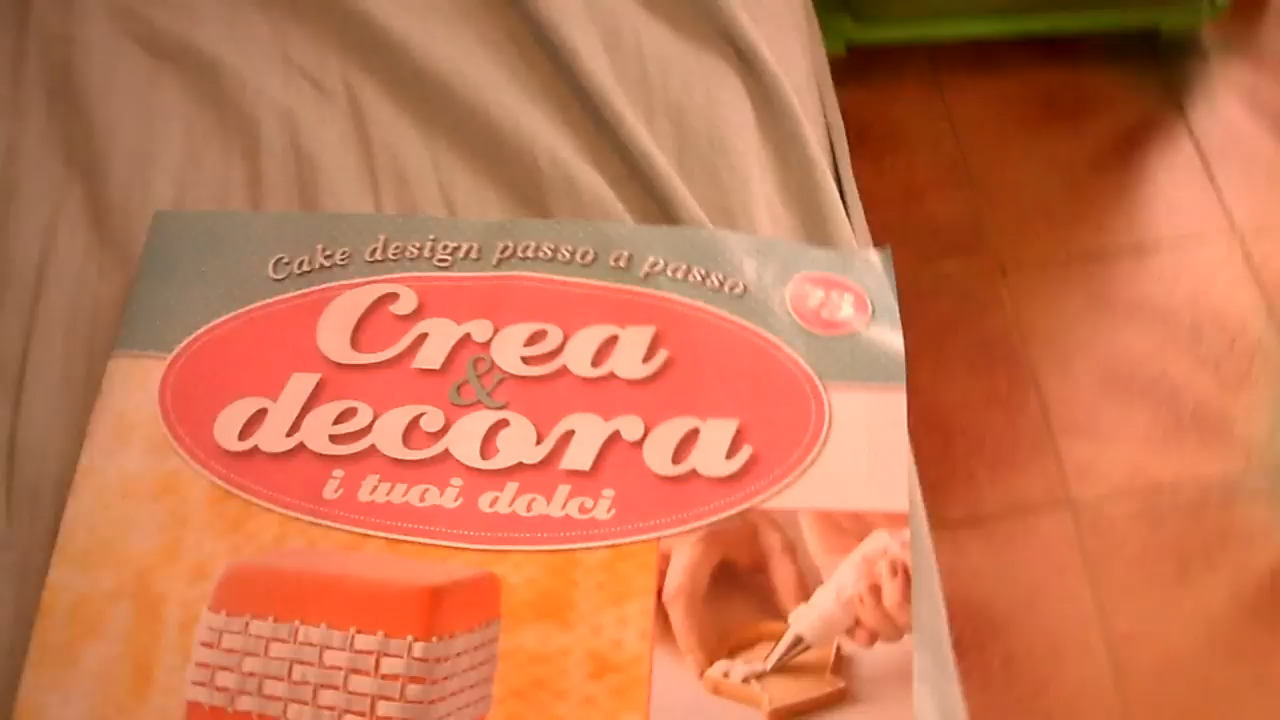 Cake design passo a passo
Crea
&
decora
i tuoi dolci